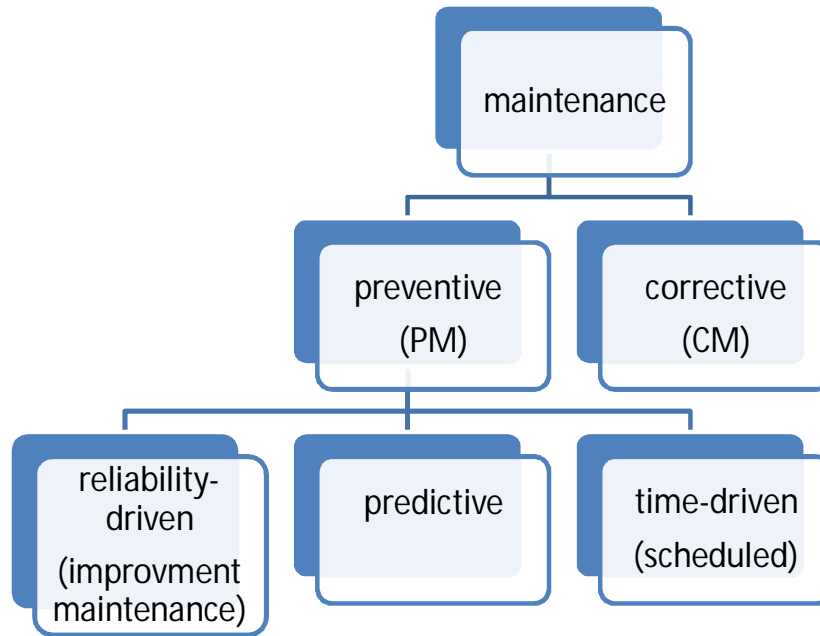 maintenance
preventive
(PM)
corrective
(CM)
reliability-
driven
(improvment
maintenance)
predictive
time-driven
(scheduled)